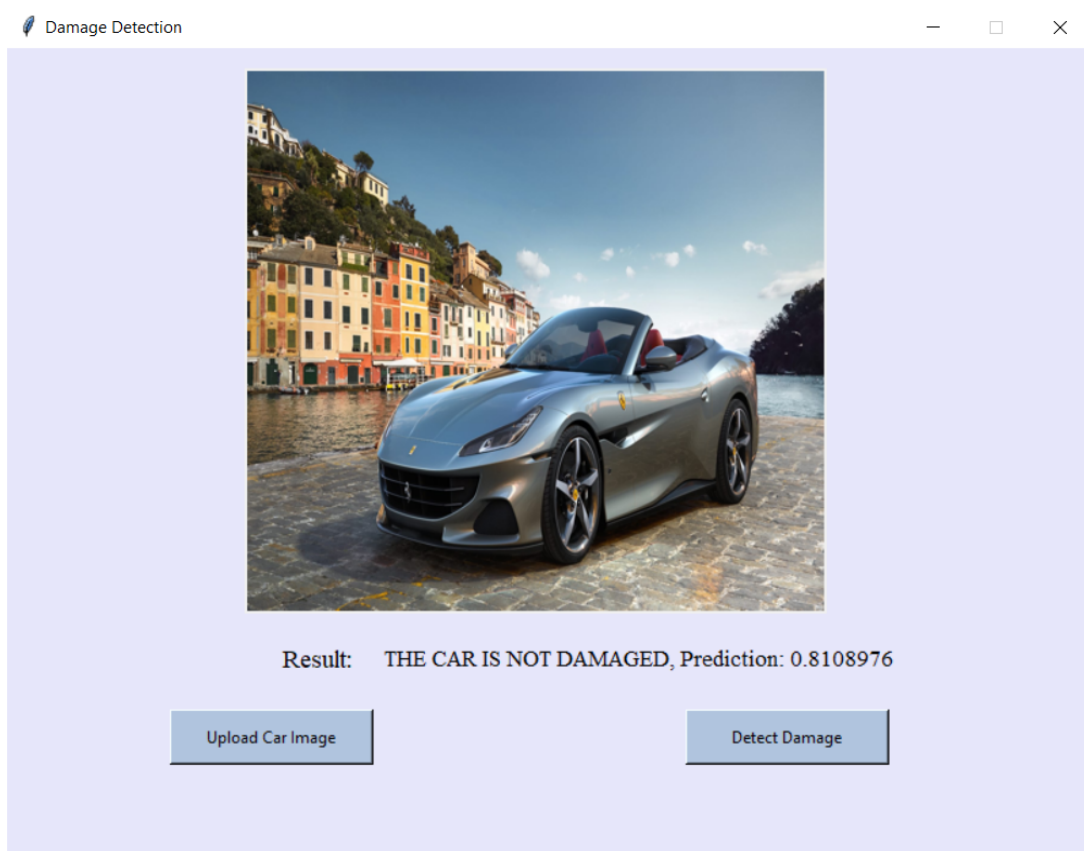 Damage Detection
Result: THE CAR IS NOT DAMAGED, Prediction: 0.8108976
Upload Car Image
Detect Damage